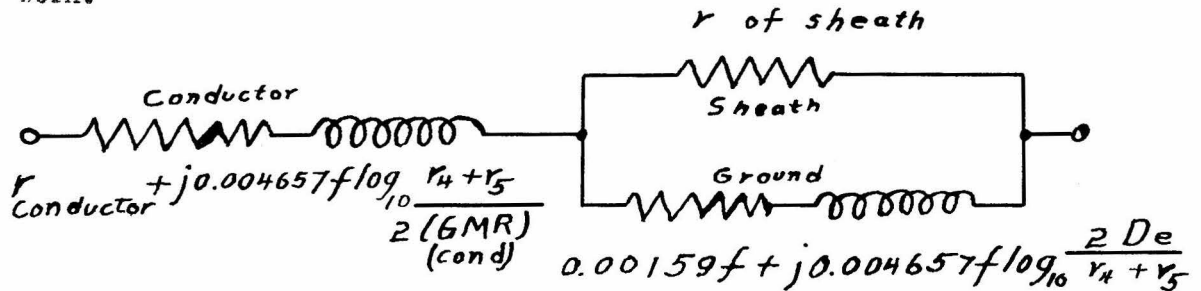 r of sheath
Conductor
Sheath
r conductor + j0.004657f log₁₀ r₄ + r₅ / 2 (GMR) (cond)
Ground
0.00159f + j0.004657f log₁₀ 2 De / r₄ + r₅